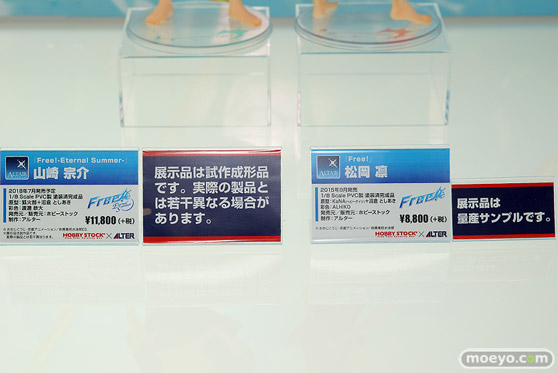 ALTAIR
『Free!-Eternal Summer-』
山崎 宗介
2018年7月発売予定
1/8 Scale PVC製 塗装済完成品
発売元／販売元：ホビーストック
制作：アルター
Free!
¥11,800(+税)
HOBBY STOCK × ALTER
展示品は試作成形品
です。実際の製品と
は若干異なる場合が
あります。
ALTAIR
『Free!』
松岡 凛
2015年9月発売
1/8 Scale PVC製 塗装済完成品
彩色：ALHIKO
発売元／販売元：ホビーストック
制作：アルター
Free!
¥8,800(+税)
HOBBY STOCK × ALTER
展示品は
量産サンプルです。
moeyo.com